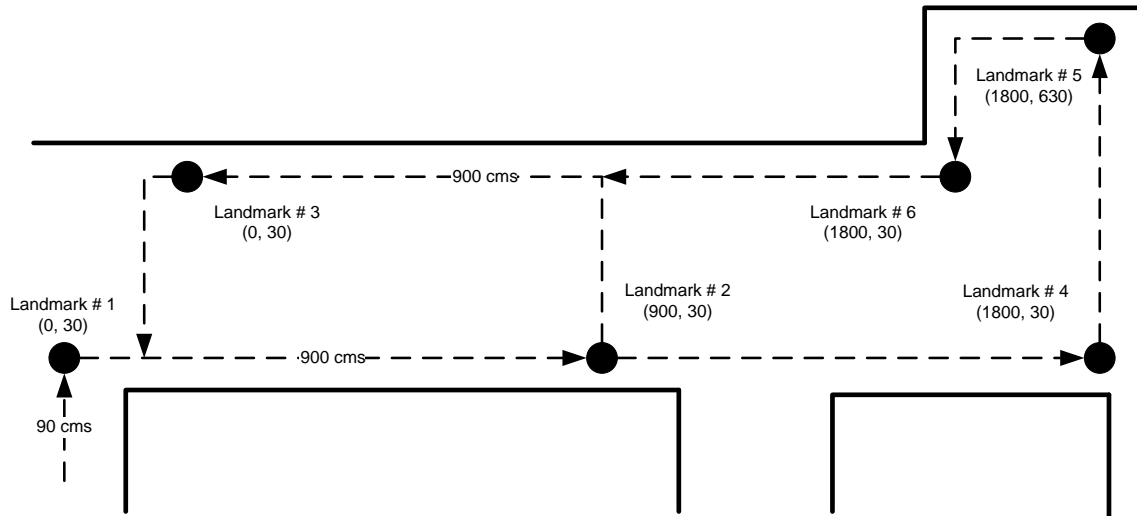 Landmark # 5
(1800, 630)
900 cms
Landmark # 3
(0, 30)
Landmark # 6
(1800, 30)
Landmark # 1
(0, 30)
Landmark # 2
(900, 30)
Landmark # 4
(1800, 30)
900 cms
90 cms